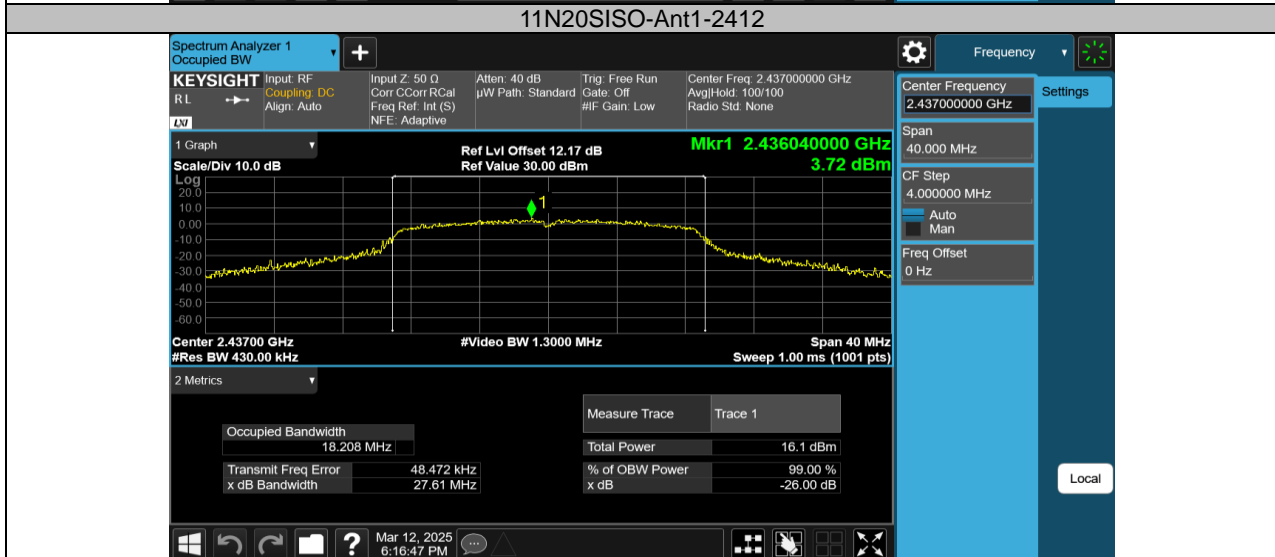 11N20SISO-Ant1-2412
Spectrum Analyzer 1
Occupied BW
Frequency
KEYSIGHT
R L
LXI
Input: RF
Coupling: DC
Align: Auto
Input Z: 50 Ω
Corr CCorr RCal
Freq Ref: Int (S)
NFE: Adaptive
Atten: 40 dB
µW Path: Standard
Trig: Free Run
Gate: Off
#IF Gain: Low
Center Freq: 2.437000000 GHz
Avg|Hold: 100/100
Radio Std: None
Center Frequency
2.437000000 GHz
Settings
Span
40.000 MHz
CF Step
4.000000 MHz
Auto
Man
Freq Offset
0 Hz
1 Graph
Ref Lvl Offset 12.17 dB
Mkr1 2.436040000 GHz
Scale/Div 10.0 dB
Ref Value 30.00 dBm
3.72 dBm
Log
20.0
10.0
0.00
-10.0
-20.0
-30.0
-40.0
-50.0
-60.0
1
Center 2.43700 GHz
#Video BW 1.3000 MHz
Span 40 MHz
#Res BW 430.00 kHz
Sweep 1.00 ms (1001 pts)
2 Metrics
Measure Trace Trace 1
Occupied Bandwidth
18.208 MHz
Total Power 16.1 dBm
Transmit Freq Error 48.472 kHz
% of OBW Power 99.00 %
x dB Bandwidth 27.61 MHz
x dB -26.00 dB
Local
?
Mar 12, 2025
6:16:47 PM